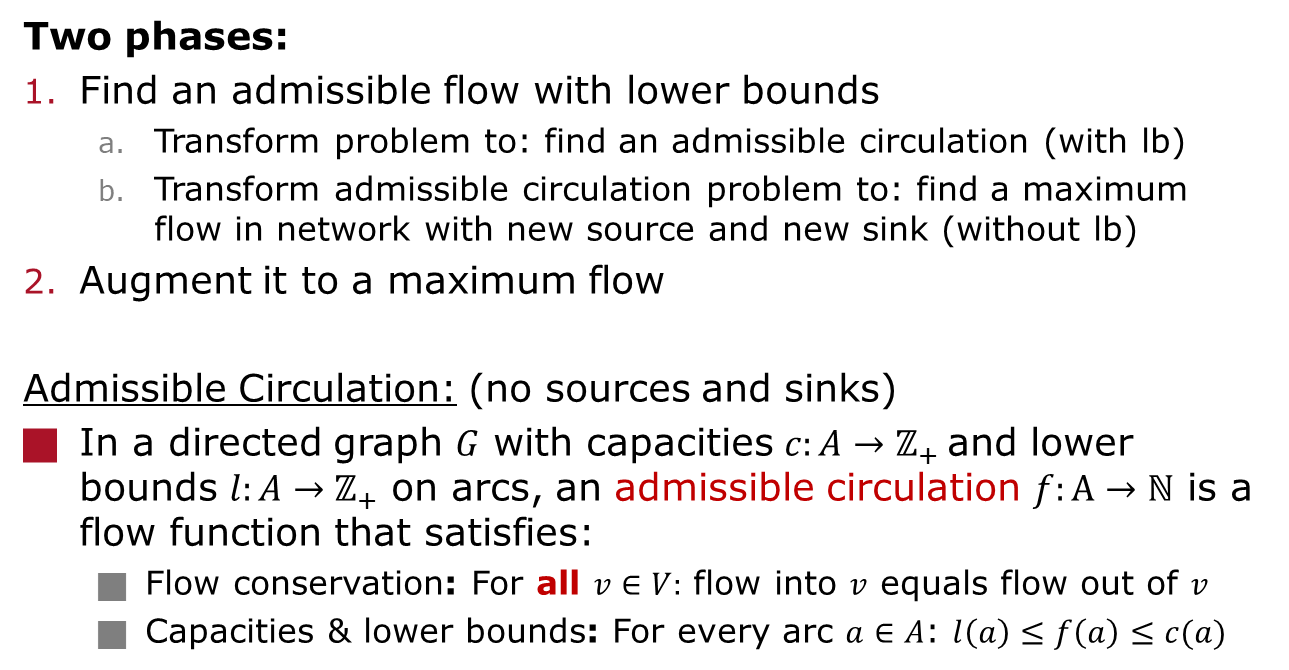 Two phases:
1. Find an admissible flow with lower bounds
a. Transform problem to: find an admissible circulation (with lb)
b. Transform admissible circulation problem to: find a maximum
flow in network with new source and new sink (without lb)
2. Augment it to a maximum flow
Admissible Circulation: (no sources and sinks)
In a directed graph G with capacities c: A → ℤ₊ and lower
bounds l: A → ℤ₊ on arcs, an admissible circulation f: A → ℕ is a
flow function that satisfies:
Flow conservation: For all v ∈ V: flow into v equals flow out of v
Capacities & lower bounds: For every arc a ∈ A: l(a) ≤ f(a) ≤ c(a)